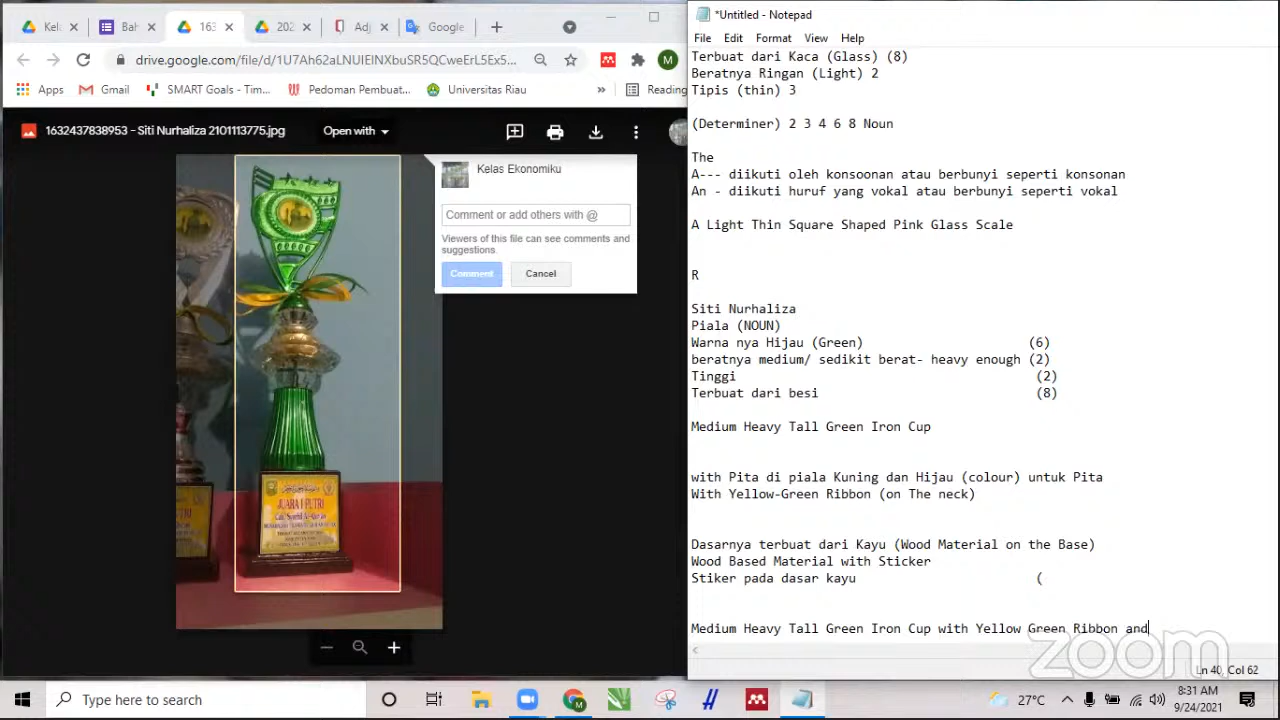 Kel
Bah
163
202
Adj
Google
drive.google.com/file/d/1U7Ah62aLNUIEINXbuSR5QCweErL5Ex5...
M
Apps
Gmail
SMART Goals - Tim...
Pedoman Pembuat...
Universitas Riau
»
Reading
1632437838953 - Siti Nurhaliza 2101113775.jpg
Open with
Kelas Ekonomiku
Comment or add others with @
Viewers of this file can see comments and
suggestions.
Comment
Cancel
JUARA I PUTRI
*Untitled - Notepad
File
Edit
Format
View
Help
Terbuat dari Kaca (Glass) (8)
Beratnya Ringan (Light) 2
Tipis (thin) 3
(Determiner) 2 3 4 6 8 Noun
The
A--- diikuti oleh konsoonan atau berbunyi seperti konsonan
An - diikuti huruf yang vokal atau berbunyi seperti vokal
A Light Thin Square Shaped Pink Glass Scale
R
Siti Nurhaliza
Piala (NOUN)
Warna nya Hijau (Green) (6)
beratnya medium/ sedikit berat- heavy enough (2)
Tinggi (2)
Terbuat dari besi (8)
Medium Heavy Tall Green Iron Cup
with Pita di piala Kuning dan Hijau (colour) untuk Pita
With Yellow-Green Ribbon (on The neck)
Dasarnya terbuat dari Kayu (Wood Material on the Base)
Wood Based Material with Sticker
Stiker pada dasar kayu (
Medium Heavy Tall Green Iron Cup with Yellow Green Ribbon and
zoom
Ln 40, Col 62
Type here to search
27°C
8:31 AM
9/24/2021